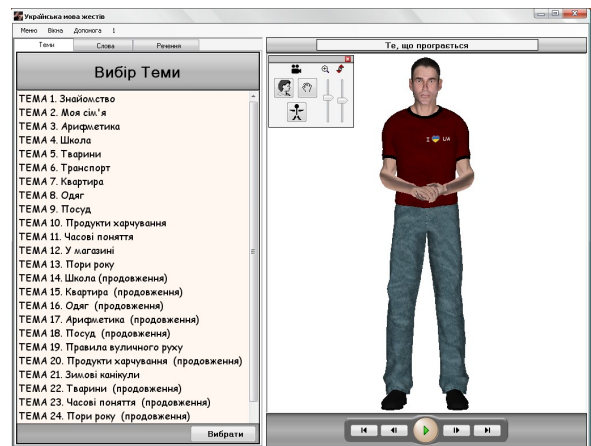 Українська мова жестів
Меню Вікна Допомога 1
Теми Слова Речення
Вибір Теми
ТЕМА 1. Знайомство
ТЕМА 2. Моя сім'я
ТЕМА 3. Арифметика
ТЕМА 4. Школа
ТЕМА 5. Тварини
ТЕМА 6. Транспорт
ТЕМА 7. Квартира
ТЕМА 8. Одяг
ТЕМА 9. Посуд
ТЕМА 10. Продукти харчування
ТЕМА 11. Часові поняття
ТЕМА 12. У магазині
ТЕМА 13. Пори року
ТЕМА 14. Школа (продовження)
ТЕМА 15. Квартира (продовження)
ТЕМА 16. Одяг (продовження)
ТЕМА 17. Арифметика (продовження)
ТЕМА 18. Посуд (продовження)
ТЕМА 19. Правила вуличного руху
ТЕМА 20. Продукти харчування (продовження)
ТЕМА 21. Зимові канікули
ТЕМА 22. Тварини (продовження)
ТЕМА 23. Часові поняття (продовження)
ТЕМА 24. Пори року (продовження)
Вибрати
Те, що програється
I UA